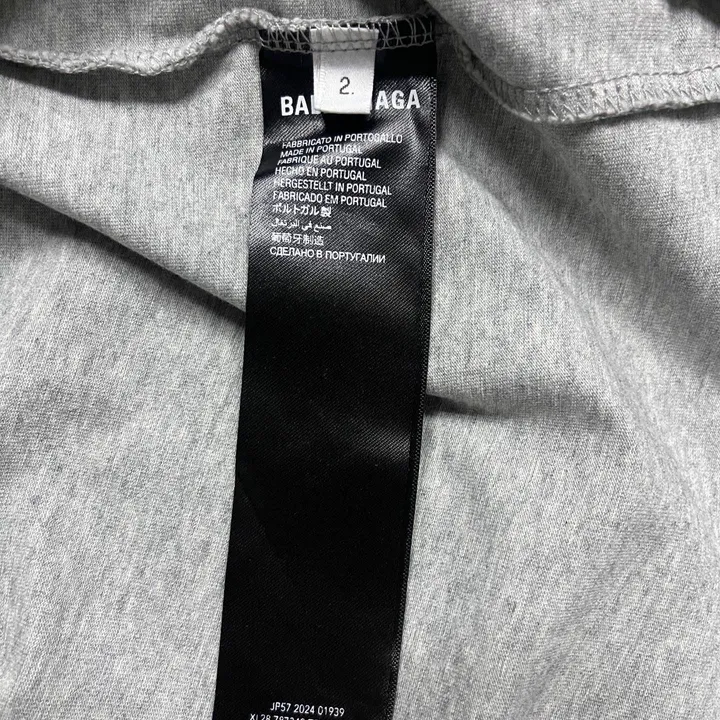 2.
BAL AGA
FABBRICATO IN PORTOGALLO
MADE IN PORTUGAL
FABRIQUE AU PORTUGAL
HECHO EN PORTUGAL
HERGESTELLT IN PORTUGAL
FABRICADO EM PORTUGAL
ポルトガル製
صنع في البرتغال
葡萄牙制造
СДЕЛАНО В ПОРТУГАЛИИ
JP57 2024 01939